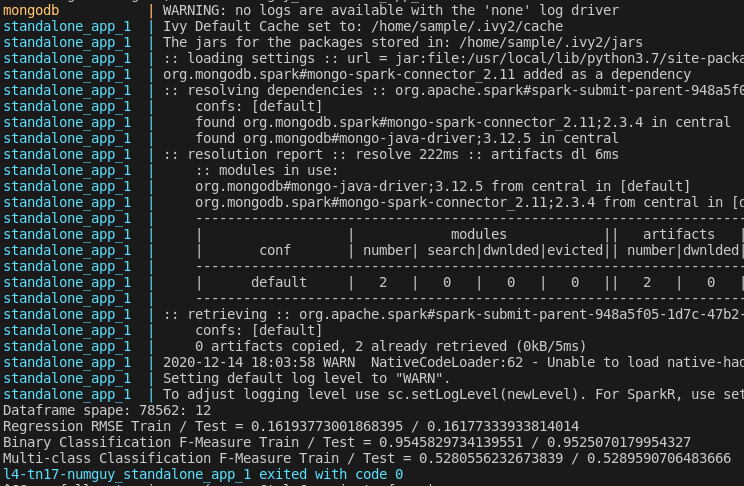 mongodb           | WARNING: no logs are available with the 'none' log driver
standalone_app_1  | Ivy Default Cache set to: /home/sample/.ivy2/cache
standalone_app_1  | The jars for the packages stored in: /home/sample/.ivy2/jars
standalone_app_1  | :: loading settings :: url = jar:file:/usr/local/lib/python3.7/site-packa
standalone_app_1  | org.mongodb.spark#mongo-spark-connector_2.11 added as a dependency
standalone_app_1  | :: resolving dependencies :: org.apache.spark#spark-submit-parent-948a5f0
standalone_app_1  |     confs: [default]
standalone_app_1  |     found org.mongodb.spark#mongo-spark-connector_2.11;2.3.4 in central
standalone_app_1  |     found org.mongodb#mongo-java-driver;3.12.5 in central
standalone_app_1  | :: resolution report :: resolve 222ms :: artifacts dl 6ms
standalone_app_1  |     :: modules in use:
standalone_app_1  |     org.mongodb#mongo-java-driver;3.12.5 from central in [default]
standalone_app_1  |     org.mongodb.spark#mongo-spark-connector_2.11;2.3.4 from central in [d
standalone_app_1  |     ---------------------------------------------------------------------
standalone_app_1  |     |                  |            modules            ||   artifacts   |
standalone_app_1  |     |       conf       | number| search|dwnlded|evicted|| number|dwnlded|
standalone_app_1  |     ---------------------------------------------------------------------
standalone_app_1  |     |      default     |   2   |   0   |   0   |   0   ||   2   |   0   |
standalone_app_1  |     ---------------------------------------------------------------------
standalone_app_1  | :: retrieving :: org.apache.spark#spark-submit-parent-948a5f05-1d7c-47b2-
standalone_app_1  |     confs: [default]
standalone_app_1  |     0 artifacts copied, 2 already retrieved (0kB/5ms)
standalone_app_1  | 2020-12-14 18:03:58 WARN  NativeCodeLoader:62 - Unable to load native-had
standalone_app_1  | Setting default log level to "WARN".
standalone_app_1  | To adjust logging level use sc.setLogLevel(newLevel). For SparkR, use set
Dataframe spape: 78562: 12
Regression RMSE Train / Test = 0.16193773001868395 / 0.16177333933814014
Binary Classification F-Measure Train / Test = 0.9545829734139551 / 0.9525070179954327
Multi-class Classification F-Measure Train / Test = 0.5280556232673839 / 0.5289590706483666
l4-tn17-numguy_standalone_app_1 exited with code 0